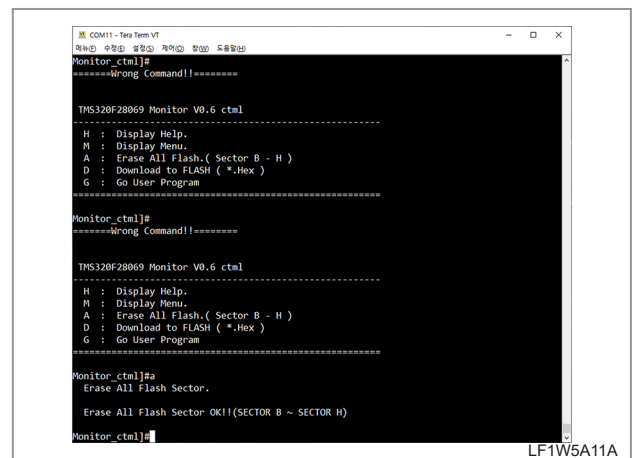 COM11 - Tera Term VT
메뉴(F) 수정(E) 설정(S) 제어(O) 창(W) 도움말(H)
Monitor_ctml]#
=======Wrong Command!!========
TMS320F28069 Monitor V0.6 ctml
---------------------------------------------------------
H : Display Help.
M : Display Menu.
A : Erase All Flash.( Sector B - H )
D : Download to FLASH ( *.Hex )
G : Go User Program
=========================================================
Monitor_ctml]#
=======Wrong Command!!========
TMS320F28069 Monitor V0.6 ctml
---------------------------------------------------------
H : Display Help.
M : Display Menu.
A : Erase All Flash.( Sector B - H )
D : Download to FLASH ( *.Hex )
G : Go User Program
=========================================================
Monitor_ctml]#a
Erase All Flash Sector.
Erase All Flash Sector OK!!(SECTOR B ~ SECTOR H)
Monitor_ctml]#
LF1W5A11A